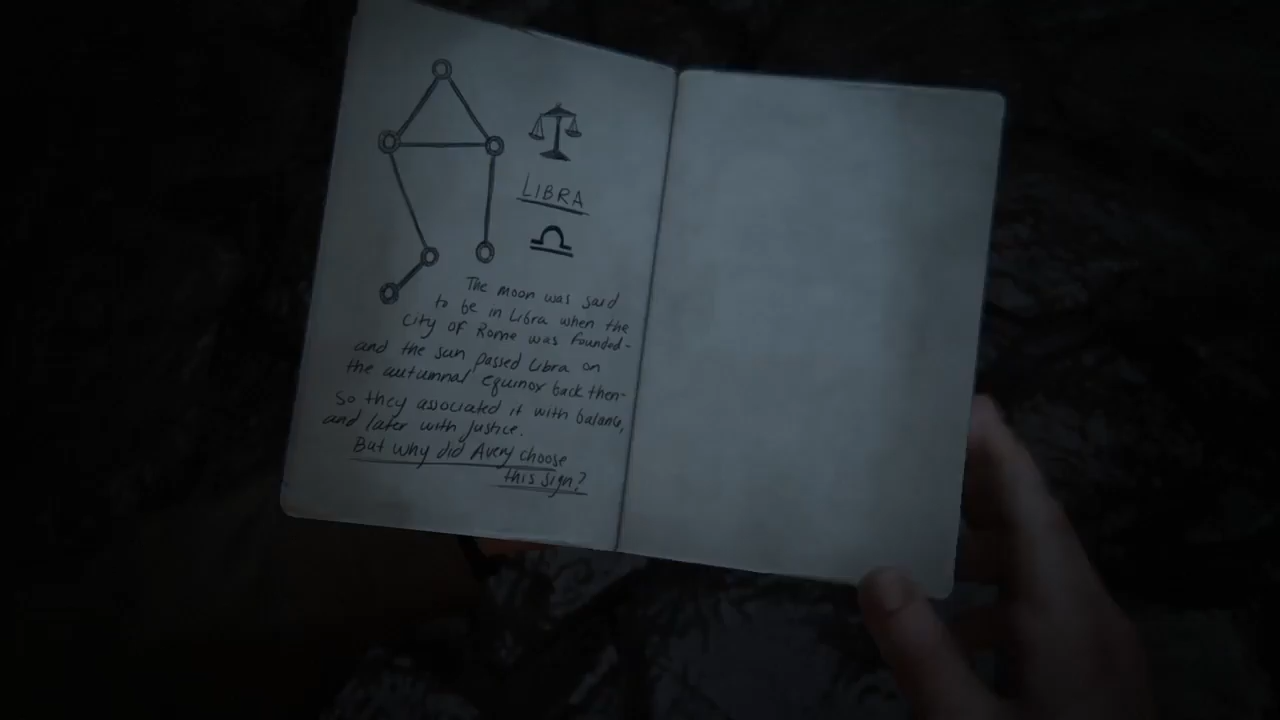 LIBRA
The moon was said
to be in Libra when the
city of Rome was founded-
and the sun passed Libra on
the autumnal equinox back then-
So they associated it with balance,
and later with justice.
But why did Avery choose
this sign?